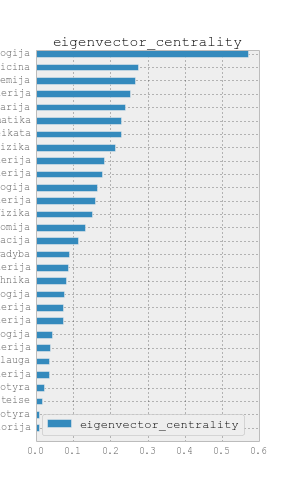 eigenvector_centrality
ogija
icina
emija
erija
arija
atika
ikata
izika
erija
erija
ogija
erija
izika
omija
acija
adyba
erija
hnika
ogija
erija
erija
ogija
erija
lauga
erija
otyra
teise
otyra
orija
eigenvector_centrality
0.0 0.1 0.2 0.3 0.4 0.5 0.6